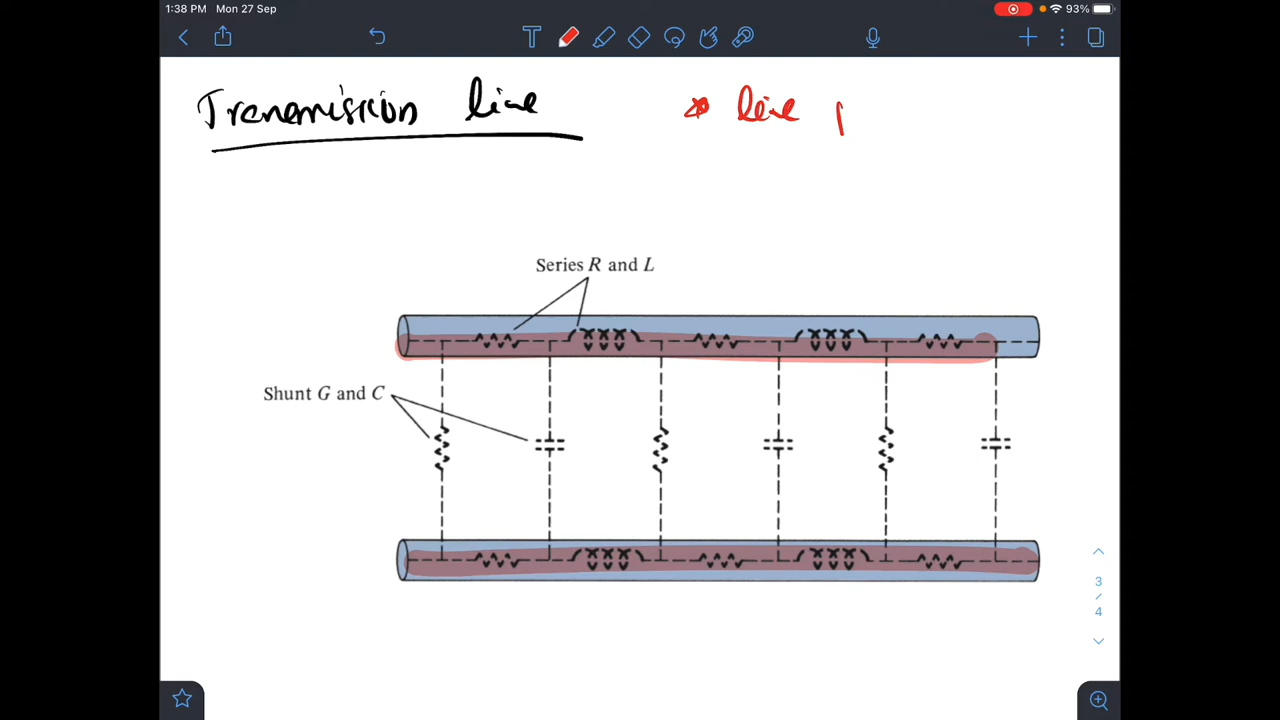 1:38 PM Mon 27 Sep
93%
T
Transmission line
* line p
Series R and L
Shunt G and C
3
/
4